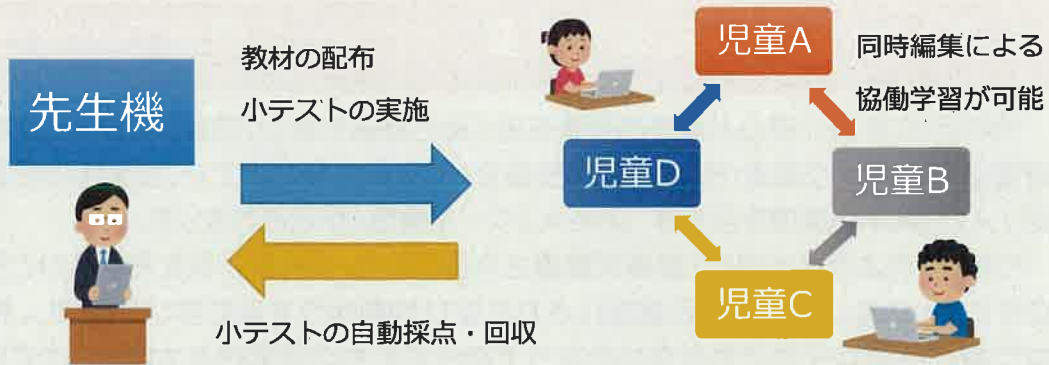 先生機
教材の配布
小テストの実施
小テストの自動採点・回収
児童A
児童D
児童B
児童C
同時編集による
協働学習が可能